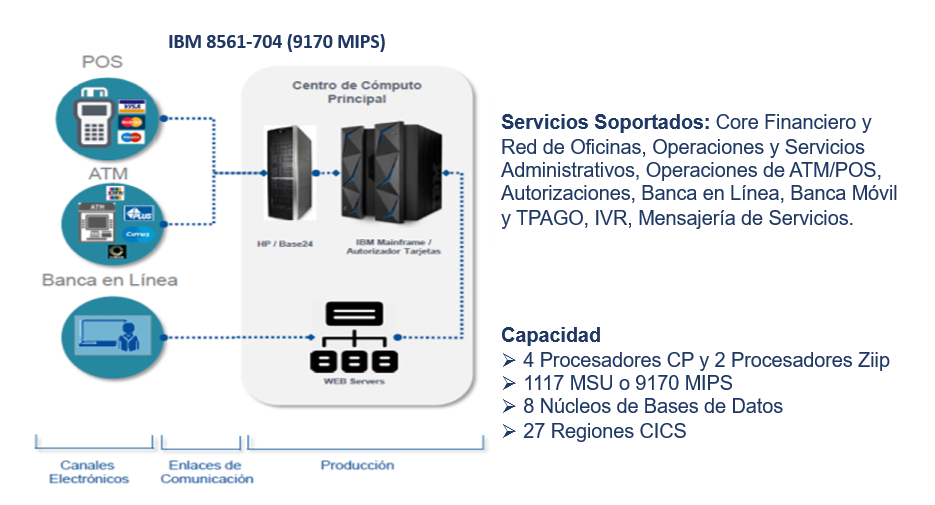 IBM 8561-704 (9170 MIPS)
POS
VISA
MasterCard
Maestro
ATM
ATM
PLUS
Cirrus
Banca en Línea
Centro de Cómputo
Principal
HP / Base24
IBM Mainframe /
Autorizador Tarjetas
WEB Servers
Canales
Electrónicos
Enlaces de
Comunicación
Producción
Servicios Soportados: Core Financiero y
Red de Oficinas, Operaciones y Servicios
Administrativos, Operaciones de ATM/POS,
Autorizaciones, Banca en Línea, Banca Móvil
y TPAGO, IVR, Mensajería de Servicios.
Capacidad
➢ 4 Procesadores CP y 2 Procesadores Ziip
➢ 1117 MSU o 9170 MIPS
➢ 8 Núcleos de Bases de Datos
➢ 27 Regiones CICS